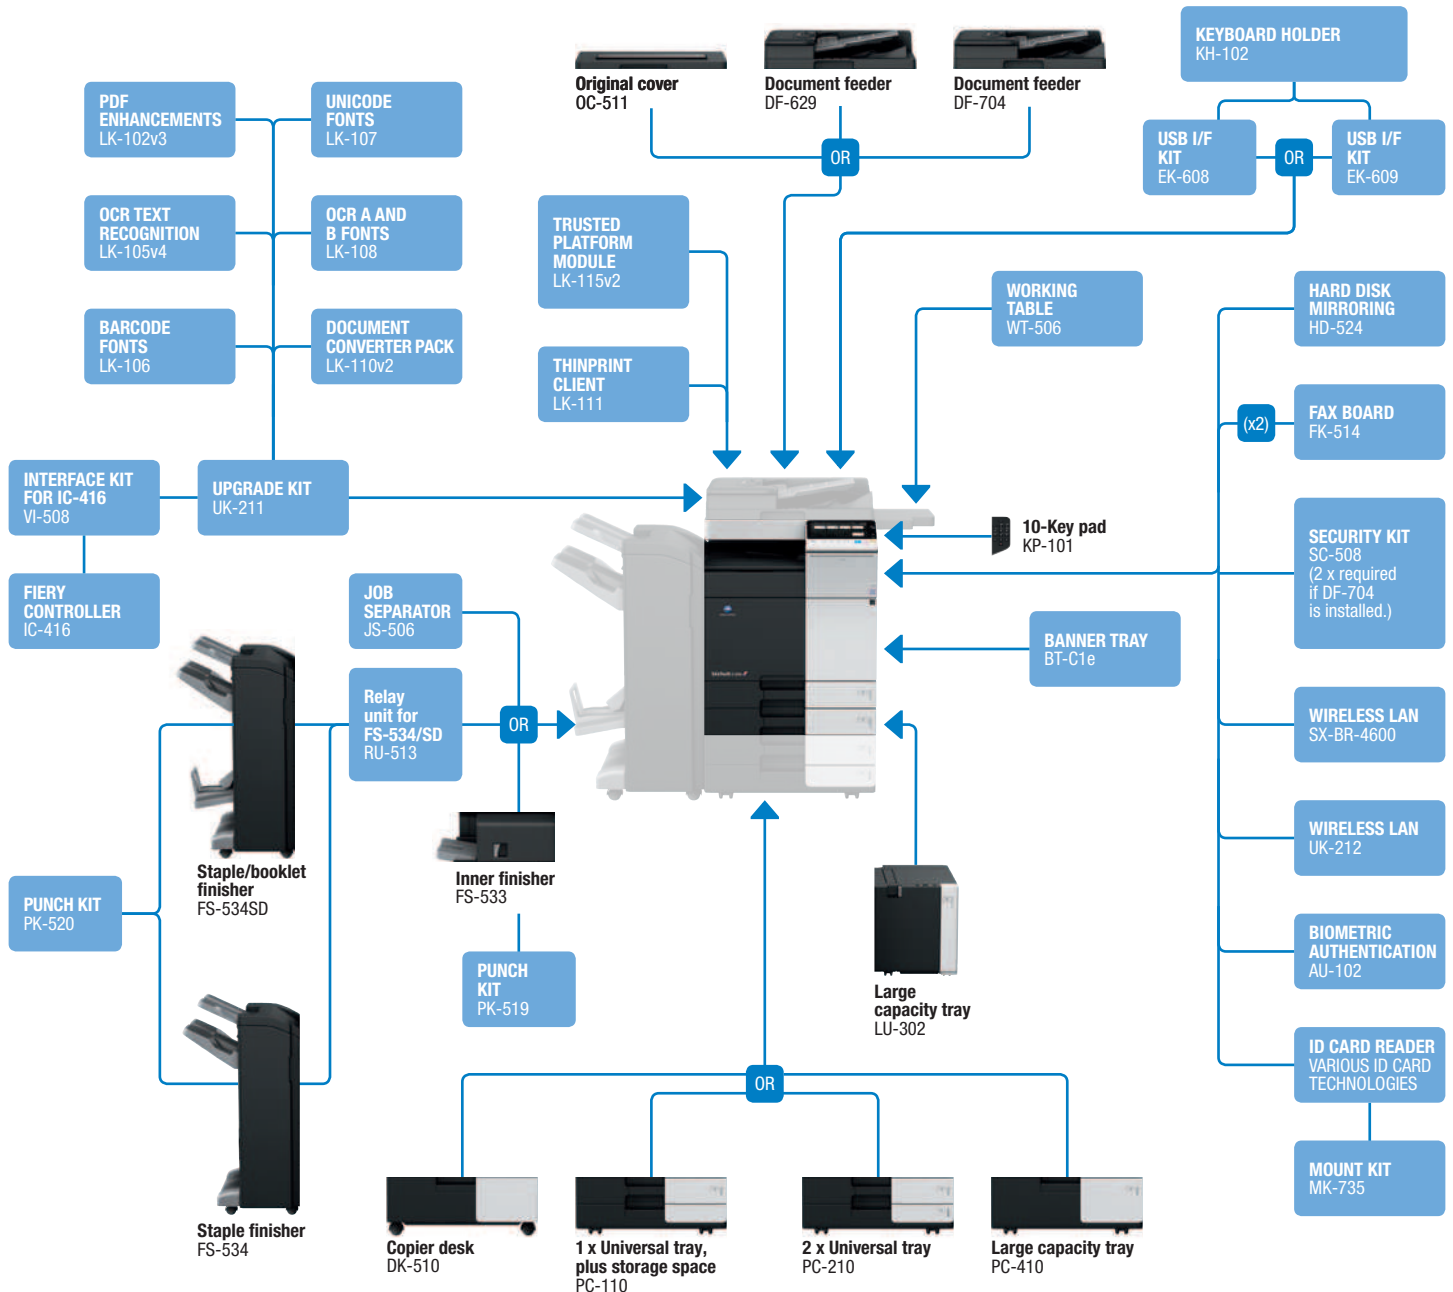 KEYBOARD HOLDER
KH-102
Original cover
OC-511
Document feeder
DF-629
Document feeder
DF-704
PDF
ENHANCEMENTS
LK-102v3
UNICODE
FONTS
LK-107
USB I/F
KIT
EK-608
OR
USB I/F
KIT
EK-609
OR
OCR TEXT
RECOGNITION
LK-105v4
OCR A AND
B FONTS
LK-108
TRUSTED
PLATFORM
MODULE
LK-115v2
WORKING
TABLE
WT-506
HARD DISK
MIRRORING
HD-524
BARCODE
FONTS
LK-106
DOCUMENT
CONVERTER PACK
LK-110v2
THINPRINT
CLIENT
LK-111
(x2)
FAX BOARD
FK-514
INTERFACE KIT
FOR IC-416
VI-508
UPGRADE KIT
UK-211
10-Key pad
KP-101
SECURITY KIT
SC-508
(2 x required
if DF-704
is installed.)
FIERY
CONTROLLER
IC-416
JOB
SEPARATOR
JS-506
BANNER TRAY
BT-C1e
Relay
unit for
FS-534/SD
RU-513
OR
WIRELESS LAN
SX-BR-4600
WIRELESS LAN
UK-212
Staple/booklet
finisher
FS-534SD
Inner finisher
FS-533
PUNCH KIT
PK-520
PUNCH
KIT
PK-519
Large
capacity tray
LU-302
BIOMETRIC
AUTHENTICATION
AU-102
ID CARD READER
VARIOUS ID CARD
TECHNOLOGIES
OR
MOUNT KIT
MK-735
Staple finisher
FS-534
Copier desk
DK-510
1 x Universal tray,
plus storage space
PC-110
2 x Universal tray
PC-210
Large capacity tray
PC-410